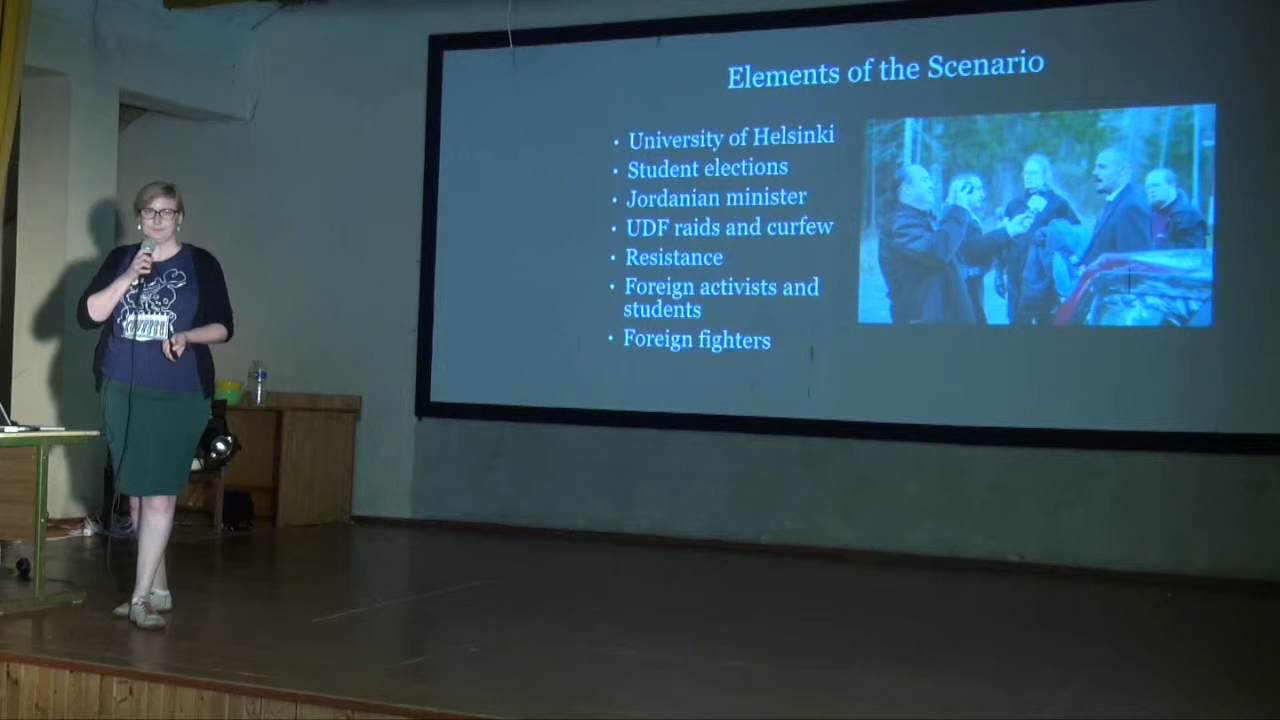 Elements of the Scenario
• University of Helsinki
• Student elections
• Jordanian minister
• UDF raids and curfew
• Resistance
• Foreign activists and
students
• Foreign fighters